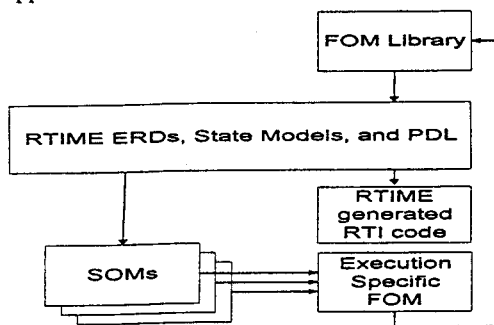 FOM Library
RTIME ERDs, State Models, and PDL
RTIME
generated
RTI code
SOMs
Execution
Specific
FOM